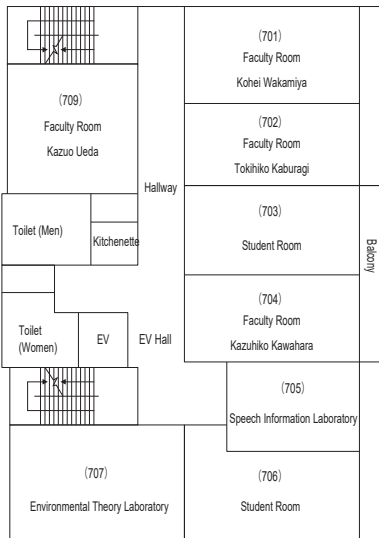 (701)
Faculty Room
Kohei Wakamiya
(709)
Faculty Room
Kazuo Ueda
(702)
Faculty Room
Tokihiko Kaburagi
Hallway
(703)
Student Room
Toilet (Men)
Kitchenette
Balcony
(704)
Faculty Room
Kazuhiko Kawahara
Toilet
(Women)
EV
EV Hall
(705)
Speech Information Laboratory
(707)
Environmental Theory Laboratory
(706)
Student Room